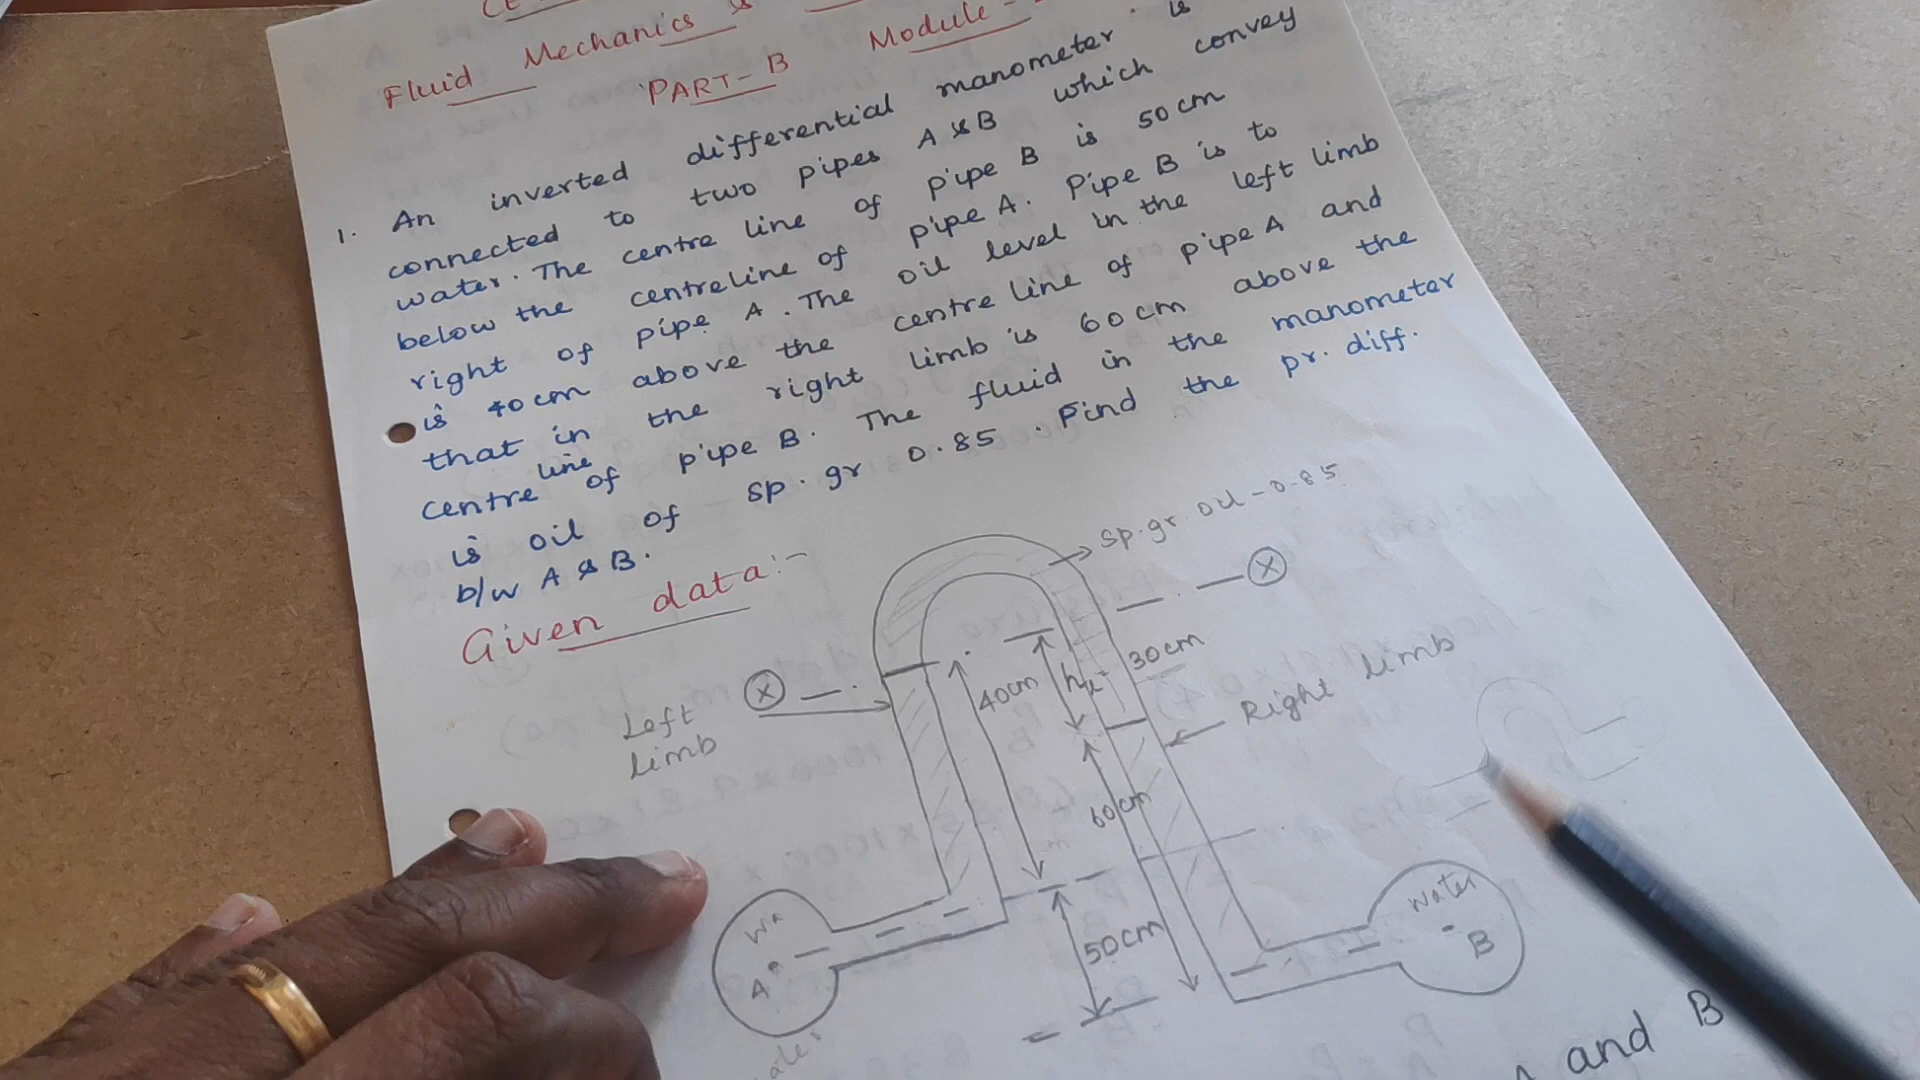 Fluid Mechanics &
PART-B Module-
1. An inverted differential manometer is
connected to two pipes A & B which convey
water. The centre line of pipe B is 50 cm
below the centreline of pipe A. Pipe B is to
right of pipe A. The oil level in the left limb
is 40 cm above the centre line of pipe A and
that in the right limb is 60 cm above the
centre line of pipe B. The fluid in the manometer
is oil of sp. gr 0.85. Find the pr. diff.
b/w A & B.
Given data:-
sp.gr. oil - 0.85
X
X
Left
limb
40cm
30cm
Right limb
60cm
50cm
Wa
A
Water
B
A and B